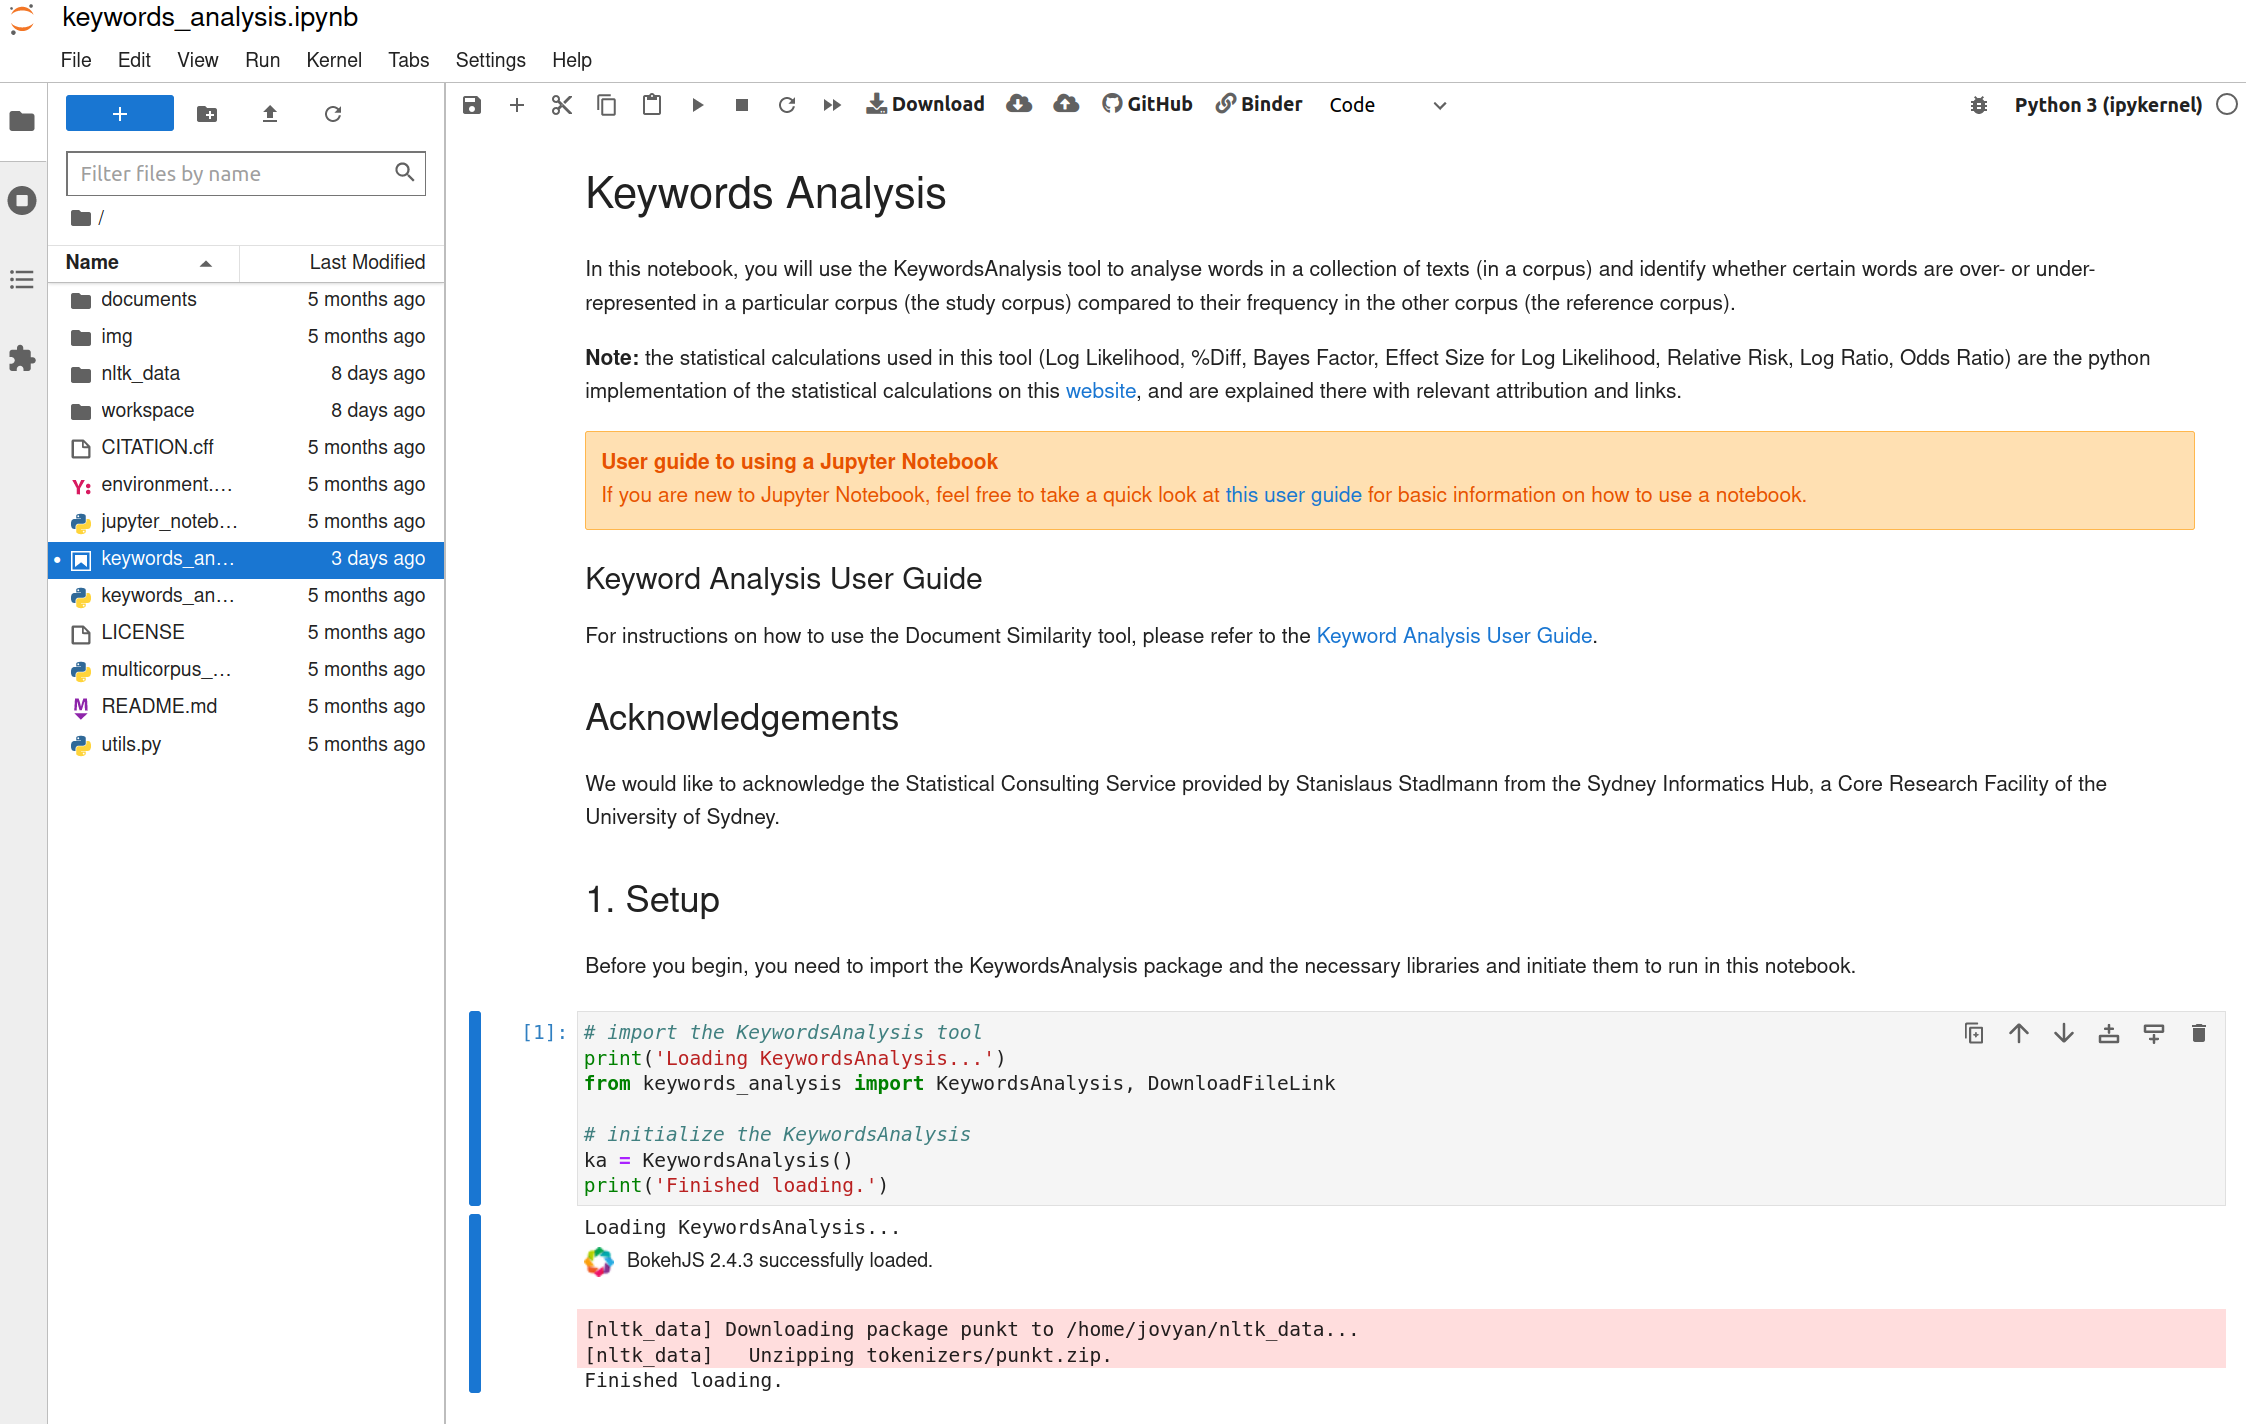 keywords_analysis.ipynb
File Edit View Run Kernel Tabs Settings Help
Download GitHub Binder Code Python 3 (ipykernel)
Filter files by name
/
Name Last Modified
documents 5 months ago
img 5 months ago
nltk_data 8 days ago
workspace 8 days ago
CITATION.cff 5 months ago
environment.... 5 months ago
jupyter_noteb... 5 months ago
keywords_an... 3 days ago
keywords_an... 5 months ago
LICENSE 5 months ago
multicorpus_... 5 months ago
README.md 5 months ago
utils.py 5 months ago
Keywords Analysis
In this notebook, you will use the KeywordsAnalysis tool to analyse words in a collection of texts (in a corpus) and identify whether certain words are over- or under-
represented in a particular corpus (the study corpus) compared to their frequency in the other corpus (the reference corpus).
Note: the statistical calculations used in this tool (Log Likelihood, %Diff, Bayes Factor, Effect Size for Log Likelihood, Relative Risk, Log Ratio, Odds Ratio) are the python
implementation of the statistical calculations on this website, and are explained there with relevant attribution and links.
User guide to using a Jupyter Notebook
If you are new to Jupyter Notebook, feel free to take a quick look at this user guide for basic information on how to use a notebook.
Keyword Analysis User Guide
For instructions on how to use the Document Similarity tool, please refer to the Keyword Analysis User Guide.
Acknowledgements
We would like to acknowledge the Statistical Consulting Service provided by Stanislaus Stadlmann from the Sydney Informatics Hub, a Core Research Facility of the
University of Sydney.
1. Setup
Before you begin, you need to import the KeywordsAnalysis package and the necessary libraries and initiate them to run in this notebook.
[1]: # import the KeywordsAnalysis tool
print('Loading KeywordsAnalysis...')
from keywords_analysis import KeywordsAnalysis, DownloadFileLink
# initialize the KeywordsAnalysis
ka = KeywordsAnalysis()
print('Finished loading.')
Loading KeywordsAnalysis...
BokehJS 2.4.3 successfully loaded.
[nltk_data] Downloading package punkt to /home/jovyan/nltk_data...
[nltk_data]   Unzipping tokenizers/punkt.zip.
Finished loading.